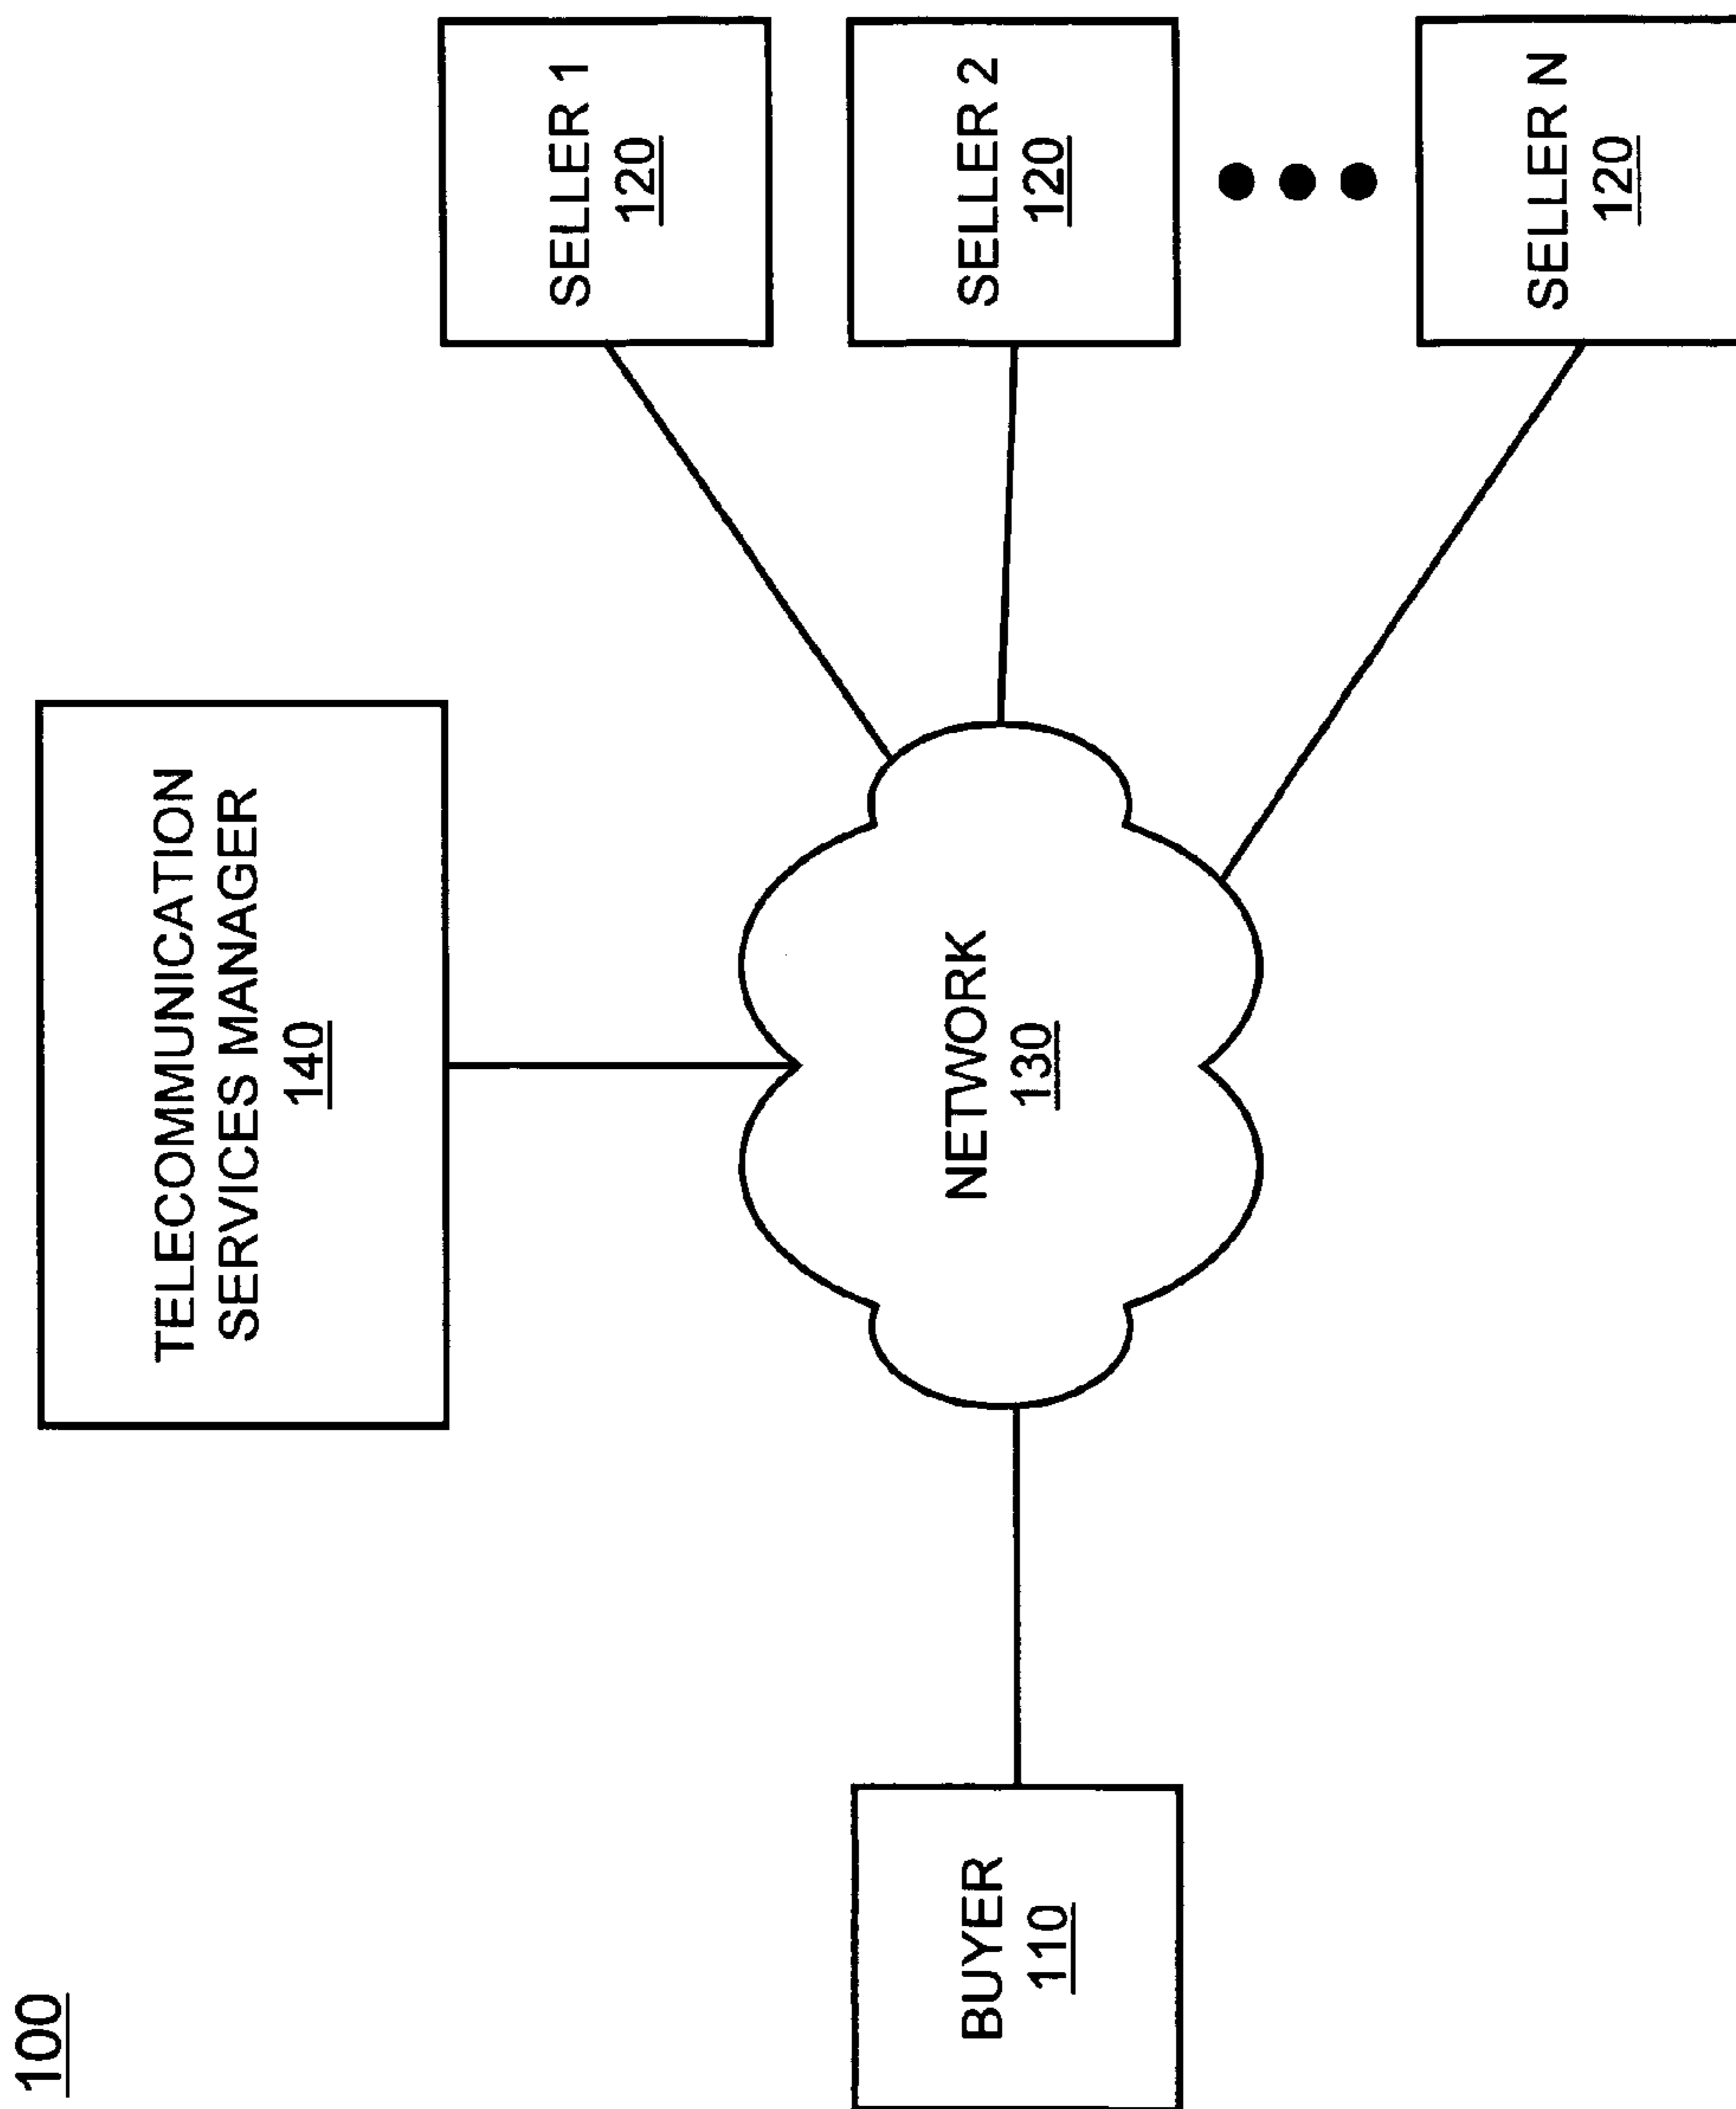 100
TELECOMMUNICATION
SERVICES MANAGER
140
BUYER
110
NETWORK
130
SELLER 1
120
SELLER 2
120
SELLER N
120